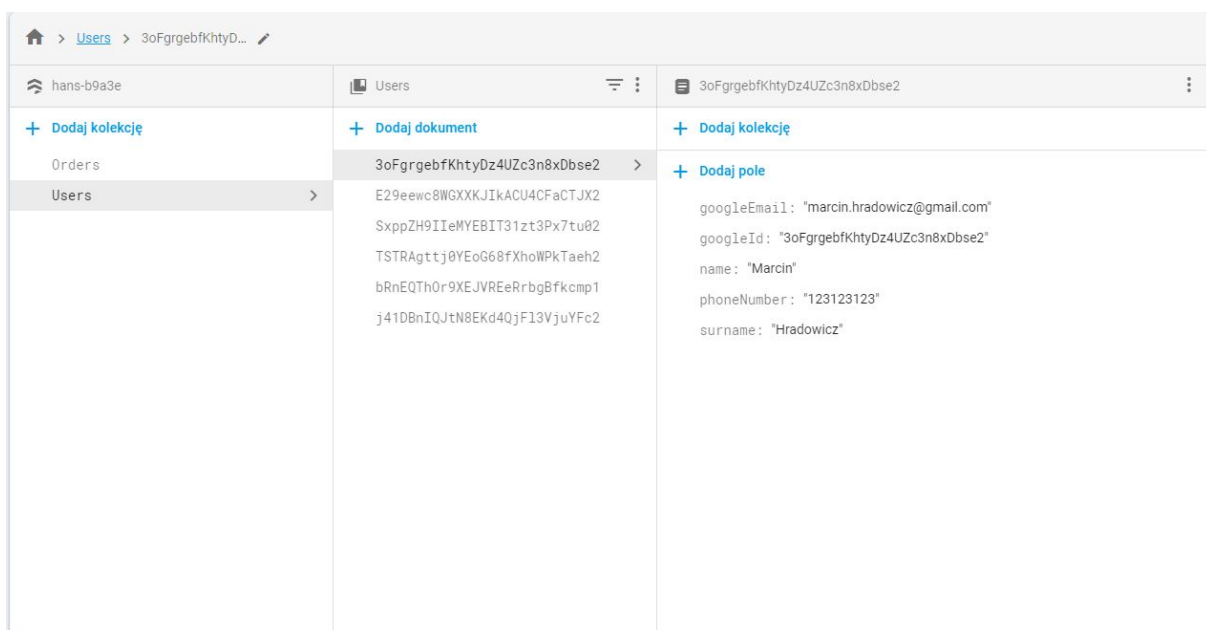 > Users > 3oFgrgebfKhtyD...
hans-b9a3e
Users
3oFgrgebfKhtyDz4UZc3n8xDbse2
+ Dodaj kolekcję
+ Dodaj dokument
+ Dodaj kolekcję
Orders
Users
3oFgrgebfKhtyDz4UZc3n8xDbse2
E29eewc8WGXXKJIkACU4CFaCTJX2
SxppZH9IIeMYEBIT31zt3Px7tu02
TSTRAgttj0YEoG68fXhoWPkTaeh2
bRnEQThOr9XEJVREeRrbgBfkcmp1
j41DBnIQJtN8EKd4QjFl3VjuYFc2
+ Dodaj pole
googleEmail: "marcin.hradowicz@gmail.com"
googleId: "3oFgrgebfKhtyDz4UZc3n8xDbse2"
name: "Marcin"
phoneNumber: "123123123"
surname: "Hradowicz"